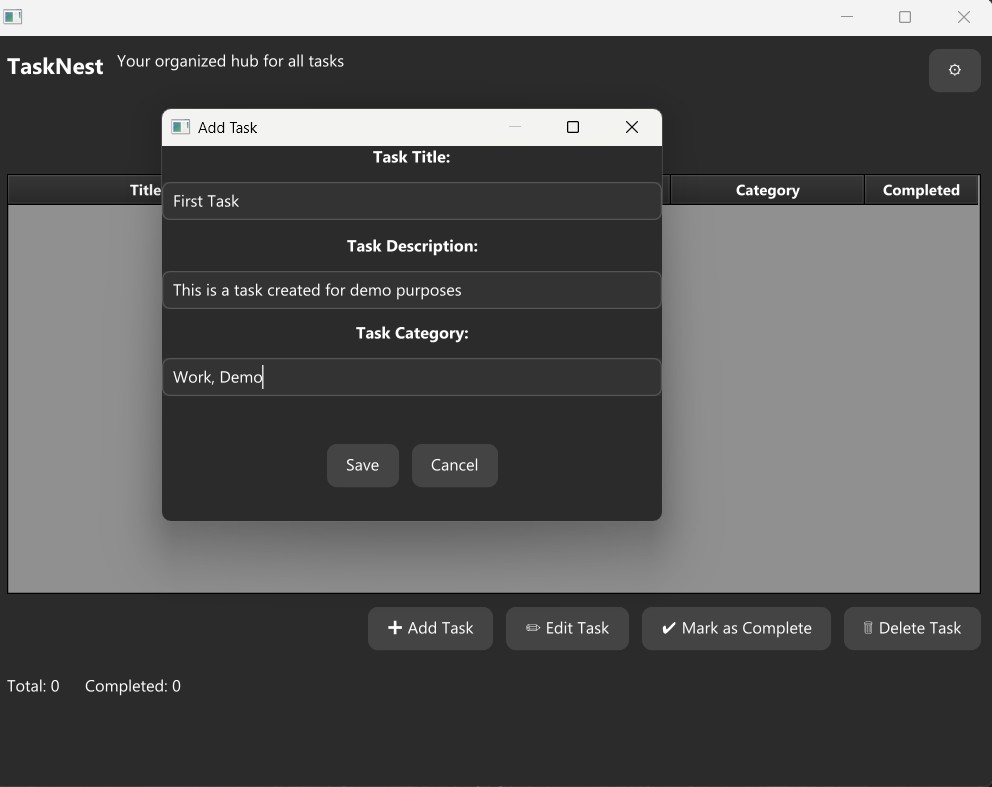 TaskNest Your organized hub for all tasks
⚙
Add Task
Task Title:
First Task
Task Description:
This is a task created for demo purposes
Task Category:
Work, Demo
Save Cancel
Title Category Completed
➕ Add Task ✏ Edit Task ✔ Mark as Complete 🗑 Delete Task
Total: 0 Completed: 0